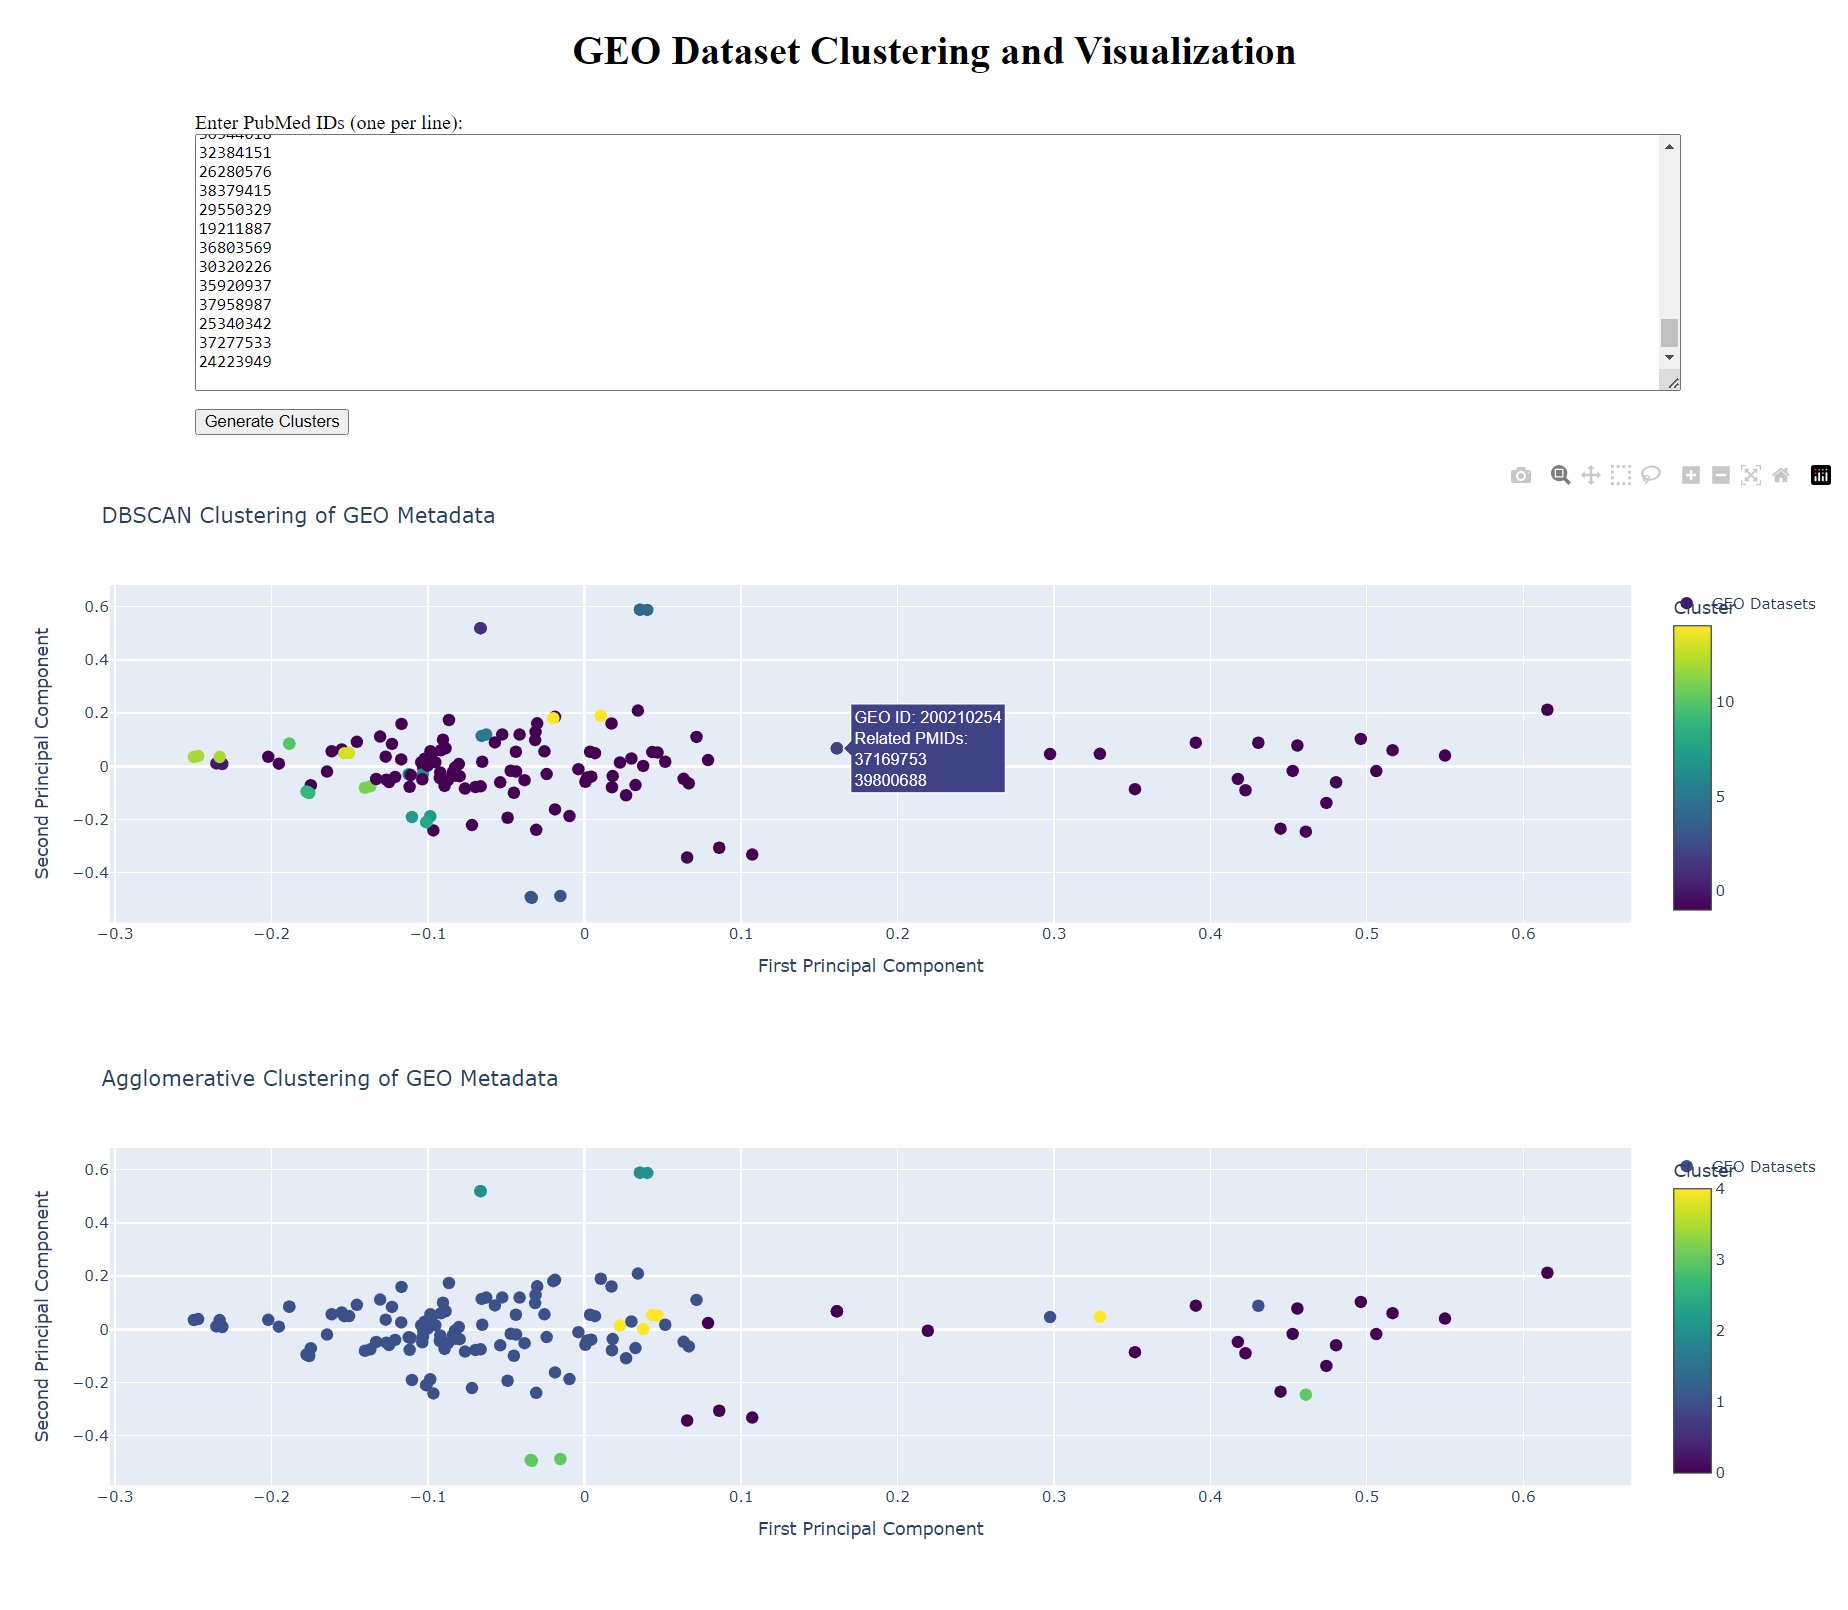 GEO Dataset Clustering and Visualization
Enter PubMed IDs (one per line):
32384151
26280576
38379415
29550329
19211887
36803569
30320226
35920937
37958987
25340342
37277533
24223949
Generate Clusters
DBSCAN Clustering of GEO Metadata
Second Principal Component
0.6
0.4
0.2
0
−0.2
−0.4
GEO ID: 200210254
Related PMIDs:
37169753
39800688
−0.3 −0.2 −0.1 0 0.1 0.2 0.3 0.4 0.5 0.6
First Principal Component
GEO Datasets
Cluster
10
5
0
Agglomerative Clustering of GEO Metadata
Second Principal Component
0.6
0.4
0.2
0
−0.2
−0.4
−0.3 −0.2 −0.1 0 0.1 0.2 0.3 0.4 0.5 0.6
First Principal Component
GEO Datasets
Cluster
4
3
2
1
0